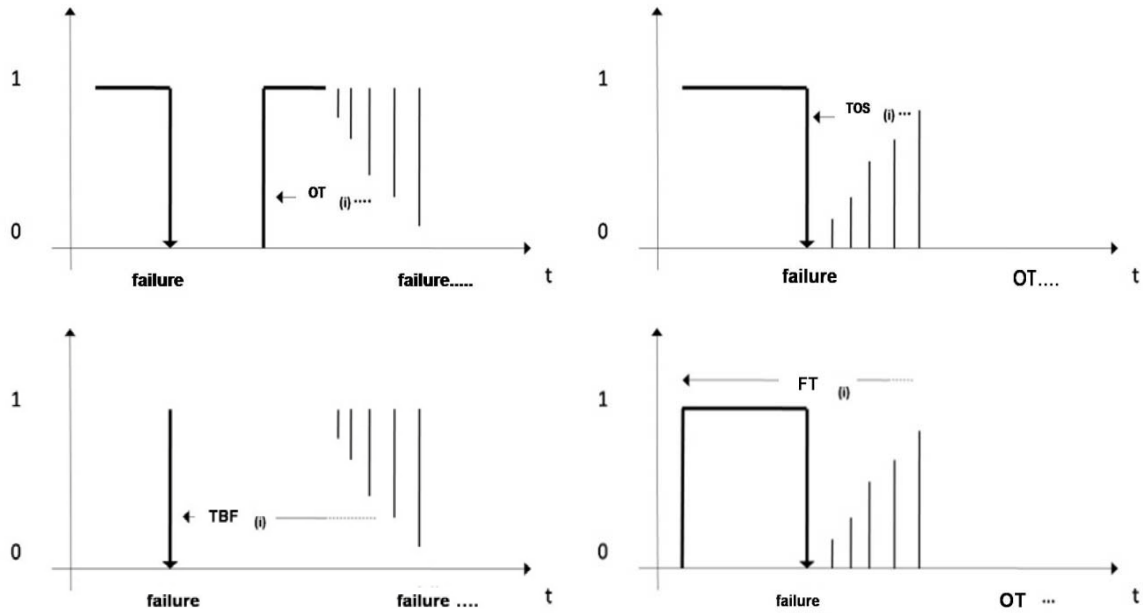 1
OT (i) ....
0
t
failure
failure.....
1
TOS (i) ...
0
t
failure
OT....
1
TBF (i)
0
t
failure
failure ....
FT (i)
1
0
t
failure
OT ...